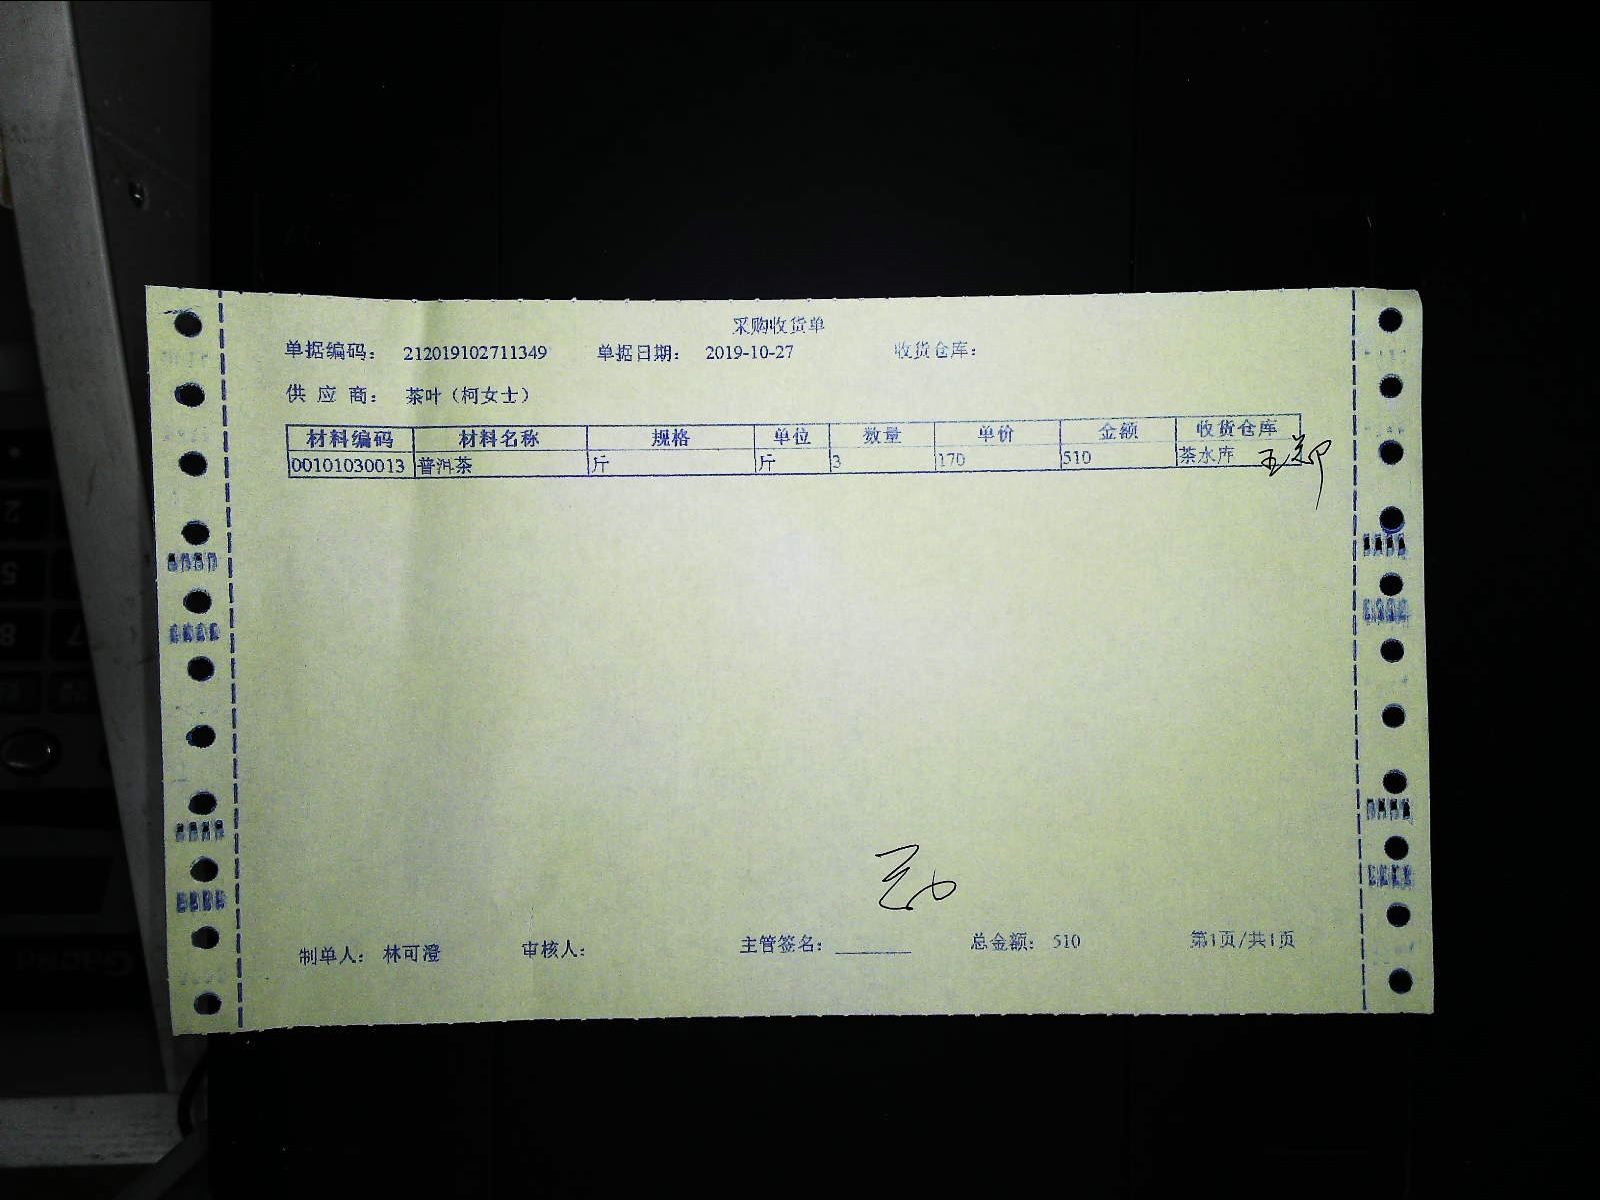 采购收货单
单据编码： 212019102711349 单据日期： 2019-10-27 收货仓库：
供 应 商： 茶叶（柯女士）
材料编码 材料名称 规格 单位 数量 单价 金额 收货仓库
00101030013 普洱茶 斤 斤 3 170 510 茶水库
制单人： 林可澄 审核人： 主管签名： 总金额： 510 第1页/共1页